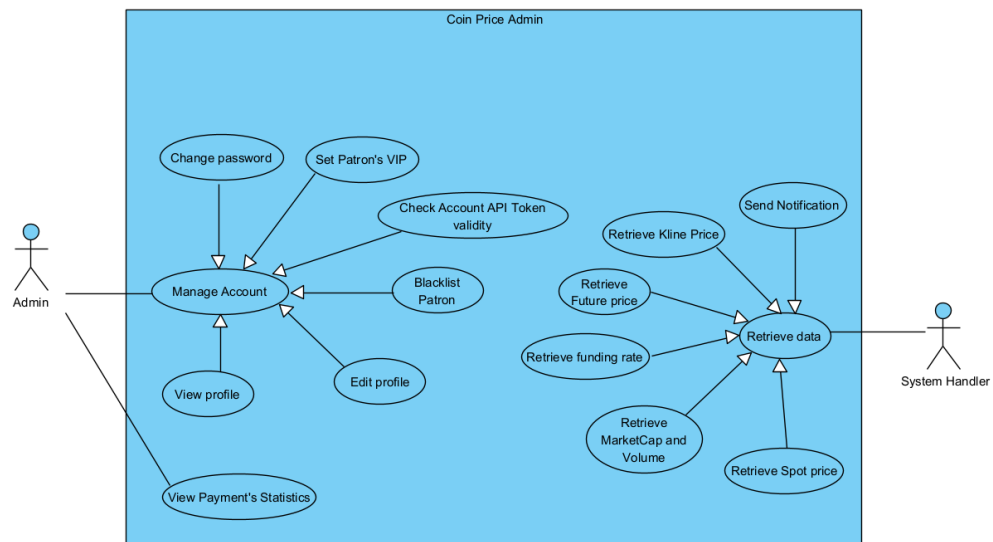 Coin Price Admin
Change password
Set Patron's VIP
Check Account API Token
validity
Send Notification
Retrieve Kline Price
Admin
Manage Account
Blacklist
Patron
Retrieve
Future price
Retrieve data
System Handler
Retrieve funding rate
View profile
Edit profile
Retrieve
MarketCap and
Volume
Retrieve Spot price
View Payment's Statistics